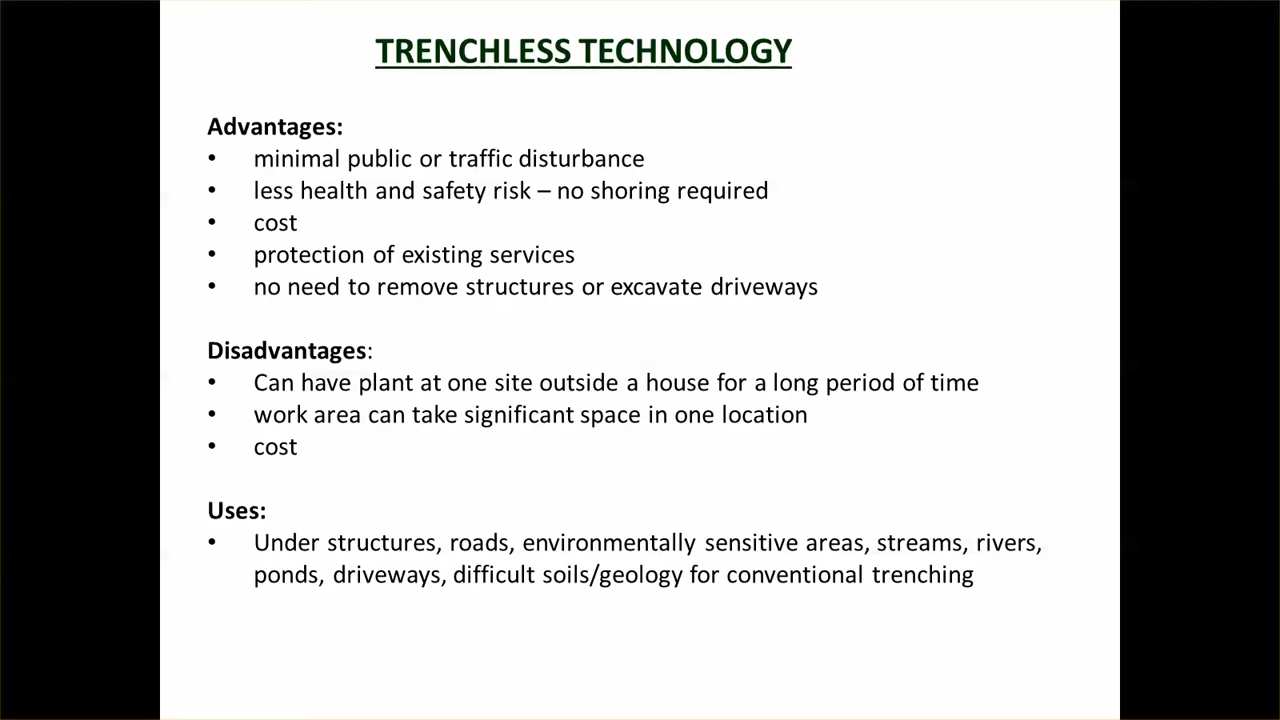 TRENCHLESS TECHNOLOGY
Advantages:
• minimal public or traffic disturbance
• less health and safety risk – no shoring required
• cost
• protection of existing services
• no need to remove structures or excavate driveways
Disadvantages:
• Can have plant at one site outside a house for a long period of time
• work area can take significant space in one location
• cost
Uses:
• Under structures, roads, environmentally sensitive areas, streams, rivers,
ponds, driveways, difficult soils/geology for conventional trenching